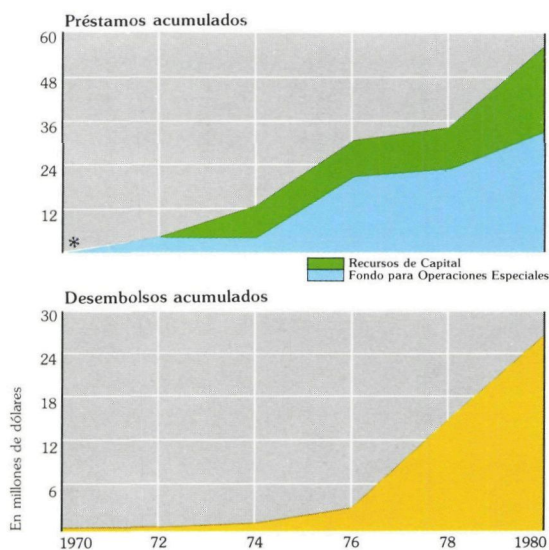 Préstamos acumulados
60
48
36
24
12
*
Recursos de Capital
Fondo para Operaciones Especiales
Desembolsos acumulados
En millones de dólares
30
24
18
12
6
1970 72 74 76 78 1980